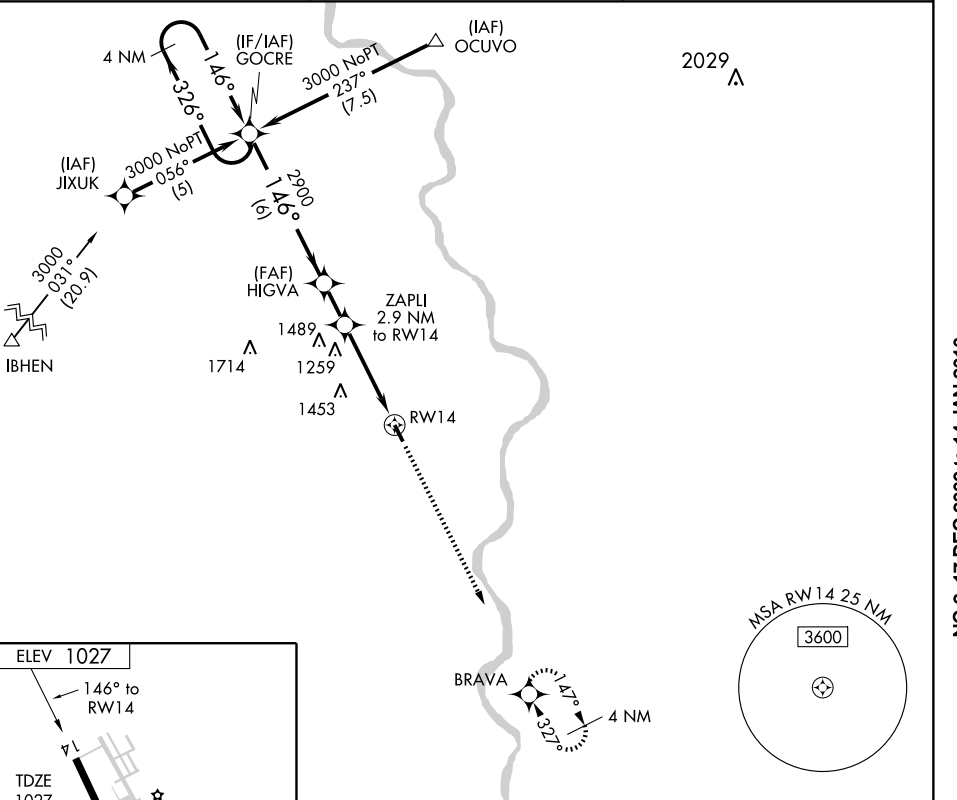 4 NM
146°
326°
(IF/IAF)
GOCRE
(IAF)
OCUVO
3000 NoPT
237°
(7.5)
2029
(IAF)
JIXUK
3000 NoPT
056°
(5)
2900
146°
(6)
3000
031°
(20.9)
IBHEN
(FAF)
HIGVA
ZAPLI
2.9 NM
to RW14
1489
1714
1259
1453
RW14
MSA RW14 25 NM
3600
BRAVA
147°
327°
4 NM
ELEV 1027
146° to
RW14
14
TDZE
1027